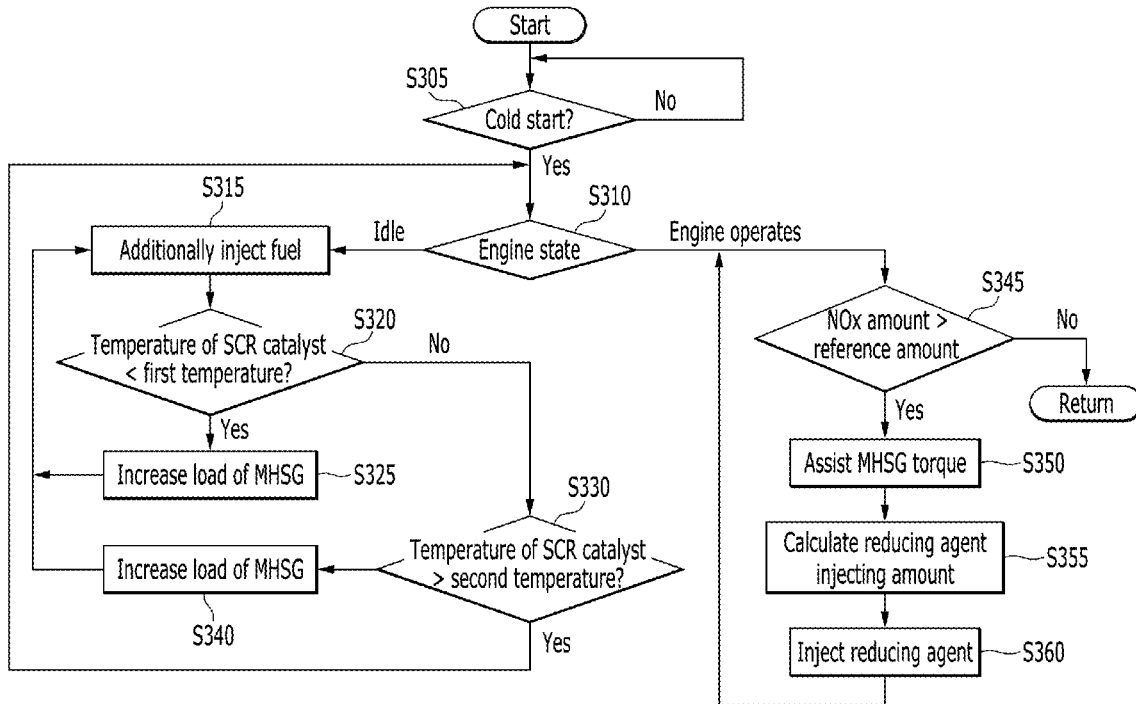 Start
S305
Cold start?
No
Yes
S315
S310
Additionally inject fuel
Idle
Engine state
Engine operates
S345
S320
NOx amount >
reference amount
No
Temperature of SCR catalyst
< first temperature?
No
Return
Yes
Yes
Increase load of MHSG
S325
Assist MHSG torque
S350
S330
Temperature of SCR catalyst
> second temperature?
Increase load of MHSG
Calculate reducing agent
injecting amount
S355
S340
Yes
Inject reducing agent
S360